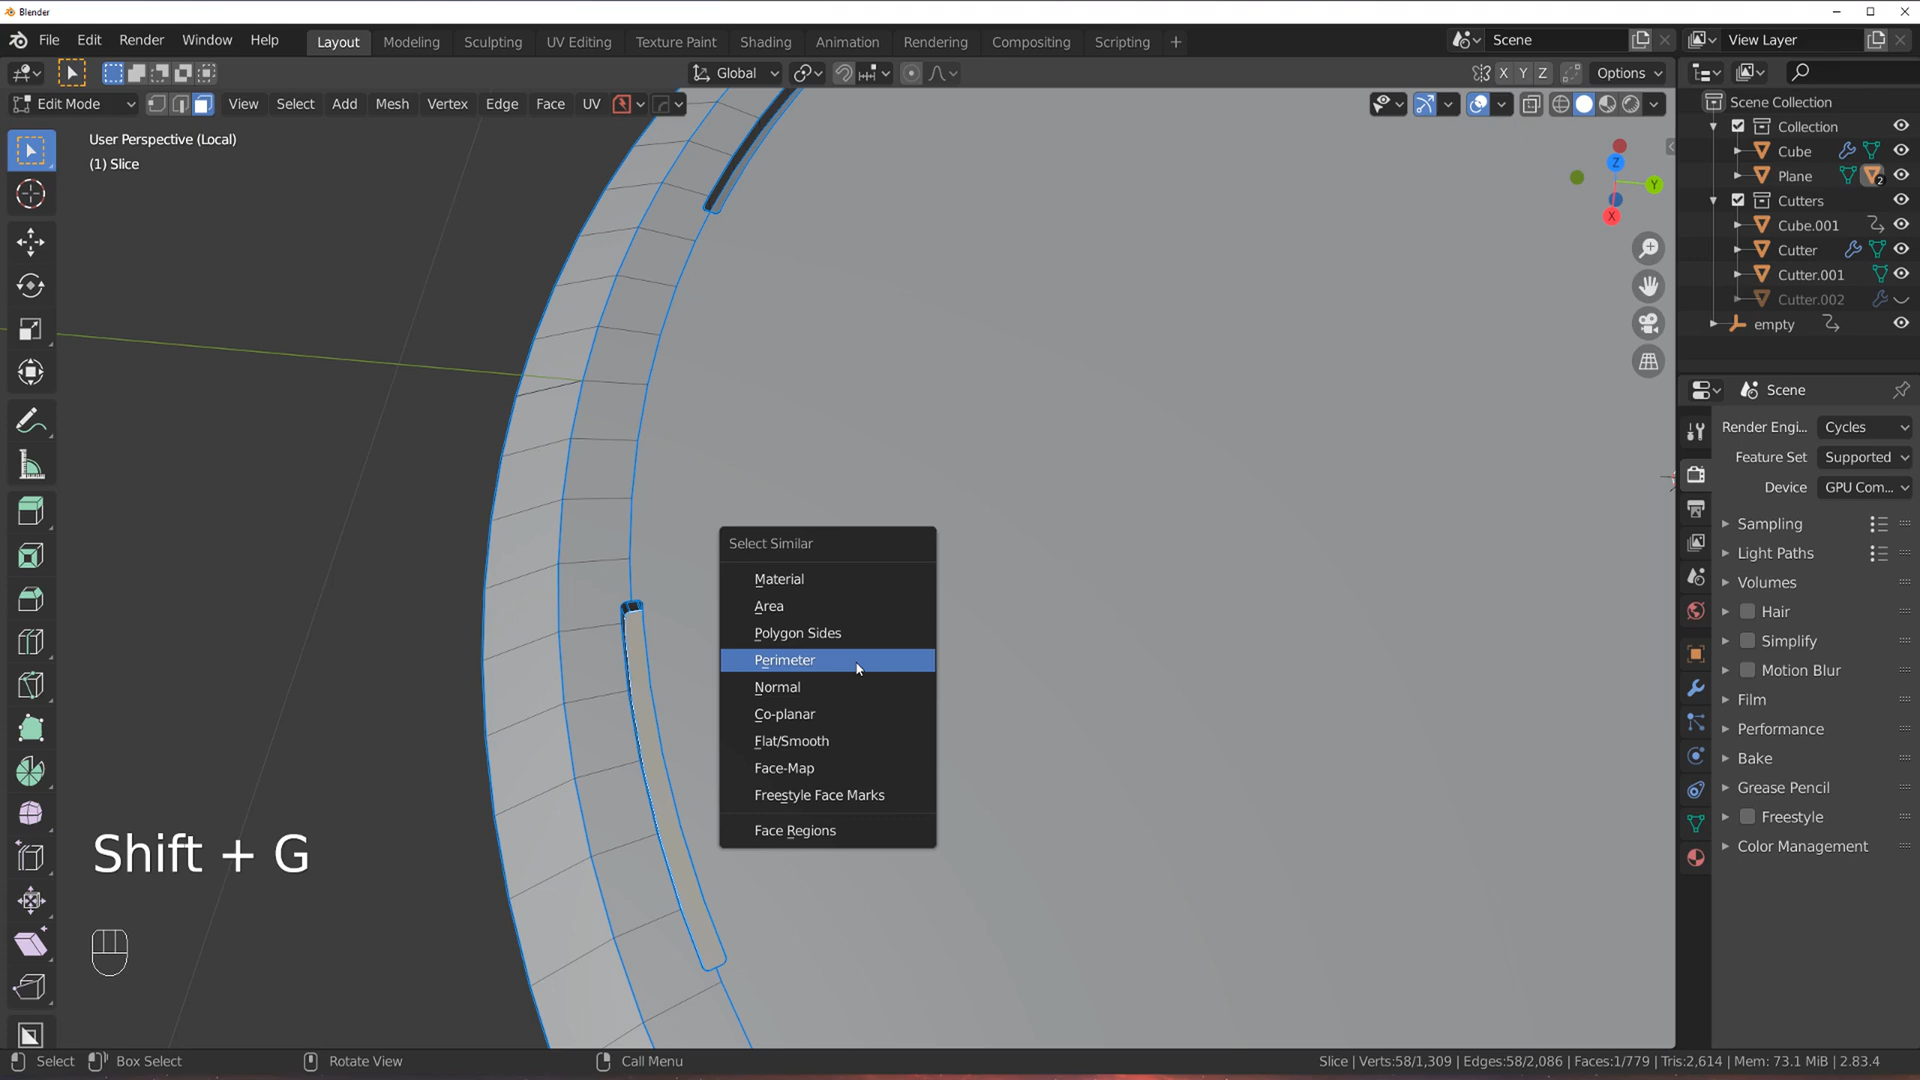 Blender
File Edit Render Window Help Layout Modeling Sculpting UV Editing Texture Paint Shading Animation Rendering Compositing Scripting + Scene View Layer
Global X Y Z Options
Edit Mode View Select Add Mesh Vertex Edge Face UV
User Perspective (Local)
(1) Slice
Z
Y
X
Scene Collection
Collection
Cube
Plane 2
Cutters
Cube.001
Cutter
Cutter.001
Cutter.002
empty
Scene
Render Engi... Cycles
Feature Set Supported
Device GPU Com...
Sampling
Light Paths
Volumes
Hair
Simplify
Motion Blur
Film
Performance
Bake
Grease Pencil
Freestyle
Color Management
Select Similar
Material
Area
Polygon Sides
Perimeter
Normal
Co-planar
Flat/Smooth
Face-Map
Freestyle Face Marks
Face Regions
Shift + G
Select Box Select Rotate View Call Menu Slice | Verts:58/1,309 | Edges:58/2,086 | Faces:1/779 | Tris:2,614 | Mem: 73.1 MiB | 2.83.4